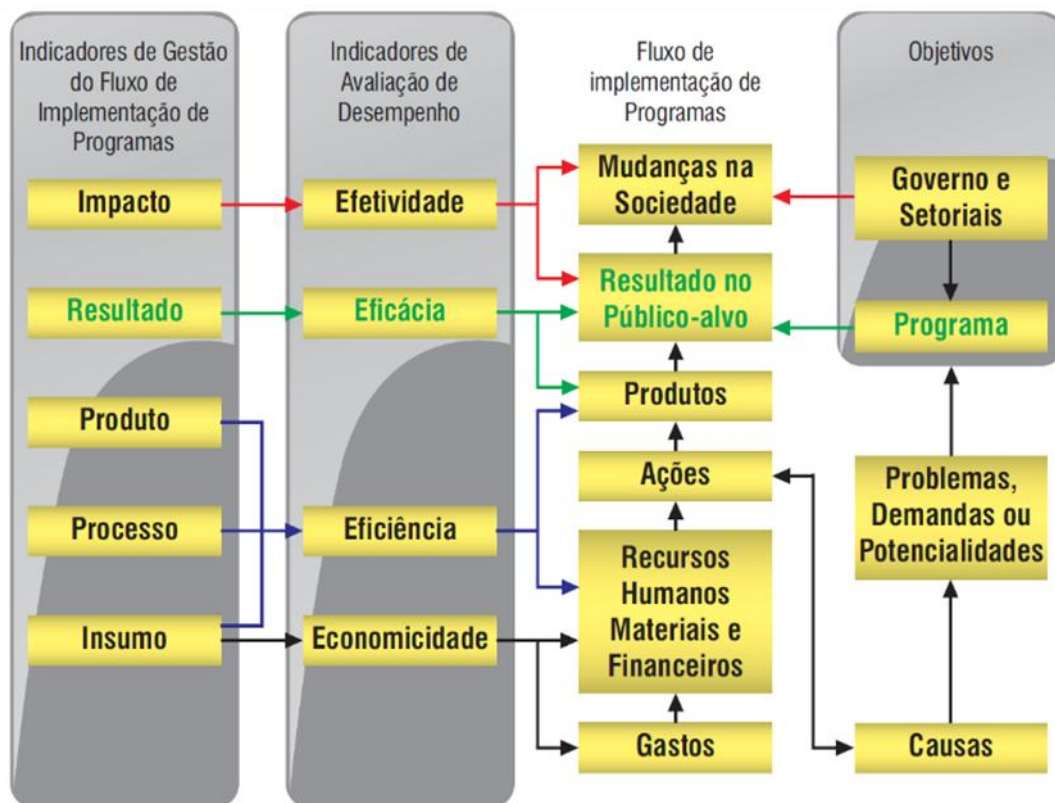 Indicadores de Gestão
do Fluxo de
Implementação de
Programas
Impacto
Resultado
Produto
Processo
Insumo
Indicadores de
Avaliação de
Desempenho
Efetividade
Eficácia
Eficiência
Economicidade
Fluxo de
implementação de
Programas
Mudanças na
Sociedade
Resultado no
Público-alvo
Produtos
Ações
Recursos
Humanos
Materiais e
Financeiros
Gastos
Objetivos
Governo e
Setoriais
Programa
Problemas,
Demandas ou
Potencialidades
Causas